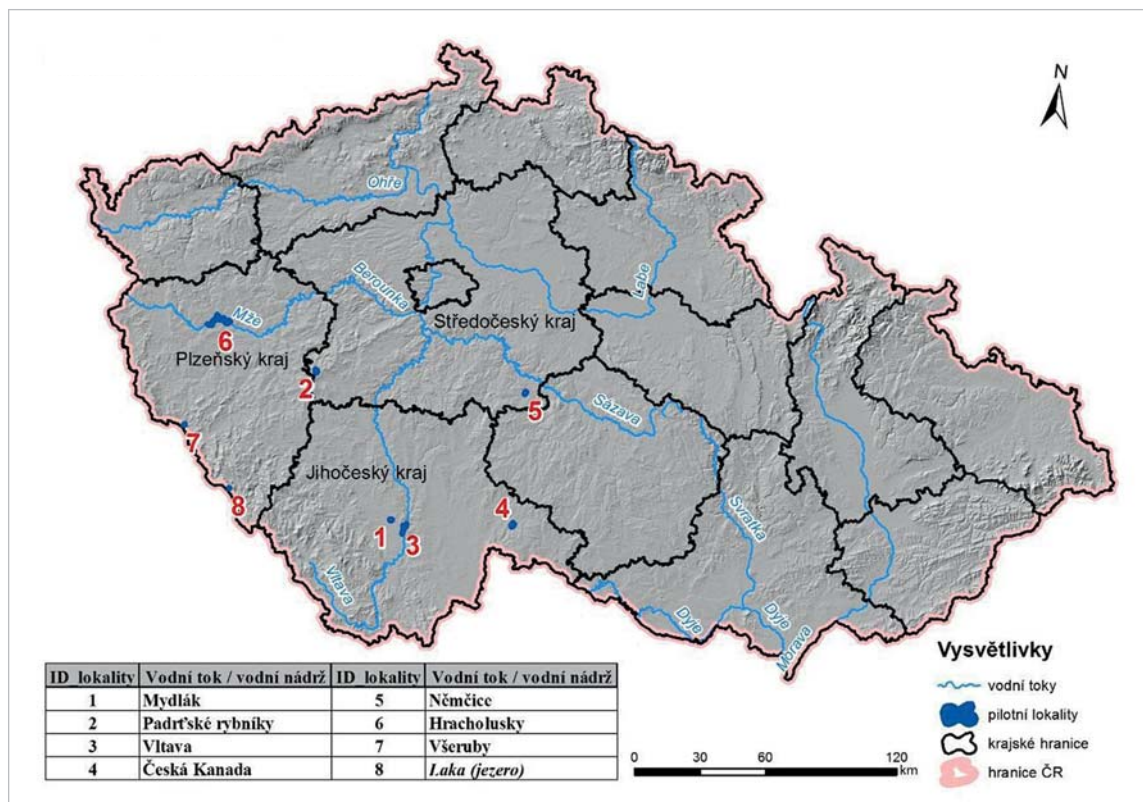 N
Ohře
Labe
Berounka
Mže
Středočeský kraj
6
Plzeňský kraj
2
5
Sázava
7
Jihočeský kraj
8
4
Svratka
1
3
Vltava
Dyje
Dyje
Morava
ID_lokality Vodní tok / vodní nádrž ID_lokality Vodní tok / vodní nádrž
1 Mydlák 5 Němčice
2 Padrťské rybníky 6 Hracholusky
3 Vltava 7 Všeruby
4 Česká Kanada 8 Laka (jezero)
0 30 60 120
km
Vysvětlivky
vodní toky
pilotní lokality
krajské hranice
hranice ČR